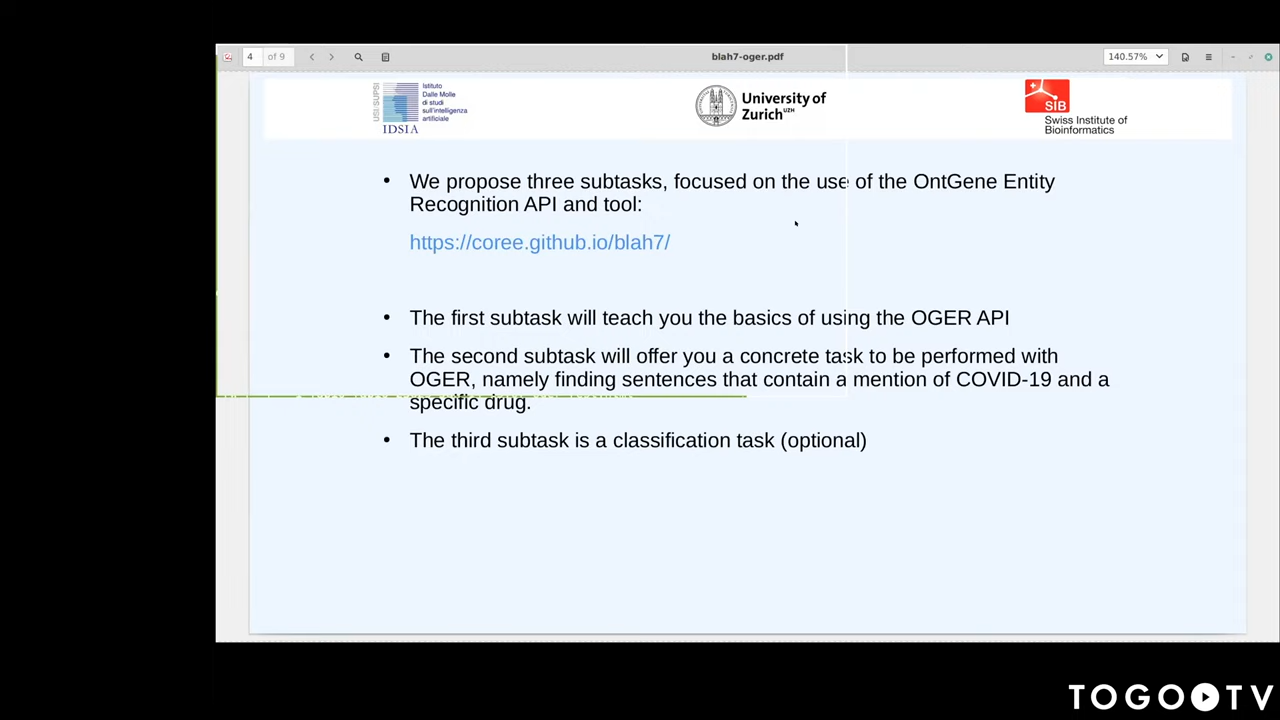 4 of 9
blah7-oger.pdf
140.57%
USI SUPSI
Istituto
Dalle Molle
di studi
sull'intelligenza
artificiale
IDSIA
University of
Zurich UZH
SIB
Swiss Institute of
Bioinformatics
• We propose three subtasks, focused on the use of the OntGene Entity
Recognition API and tool:
https://coree.github.io/blah7/
• The first subtask will teach you the basics of using the OGER API
• The second subtask will offer you a concrete task to be performed with
OGER, namely finding sentences that contain a mention of COVID-19 and a
specific drug.
• The third subtask is a classification task (optional)
TOGO TV